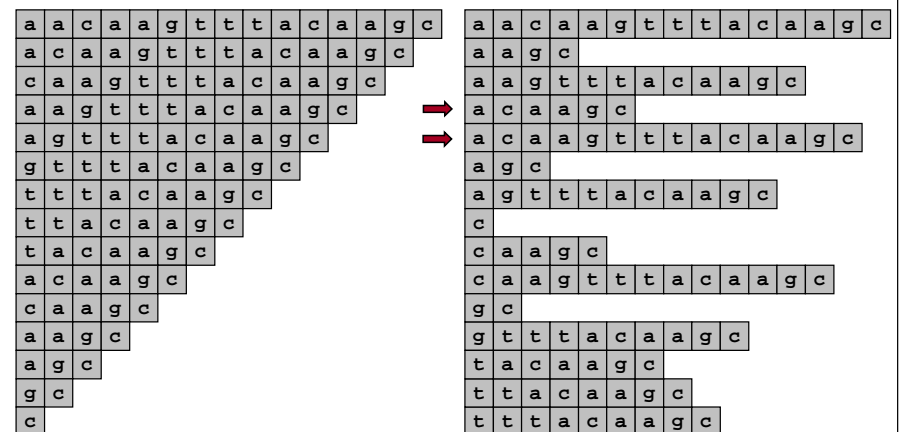 a a c a a g t t t a c a a g c
a c a a g t t t a c a a g c
c a a g t t t a c a a g c
a a g t t t a c a a g c
a g t t t a c a a g c
g t t t a c a a g c
t t t a c a a g c
t t a c a a g c
t a c a a g c
a c a a g c
c a a g c
a a g c
a g c
g c
c
a a c a a g t t t a c a a g c
a a g c
a a g t t t a c a a g c
a c a a g c
a c a a g t t t a c a a g c
a g c
a g t t t a c a a g c
c
c a a g c
c a a g t t t a c a a g c
g c
g t t t a c a a g c
t a c a a g c
t t a c a a g c
t t t a c a a g c